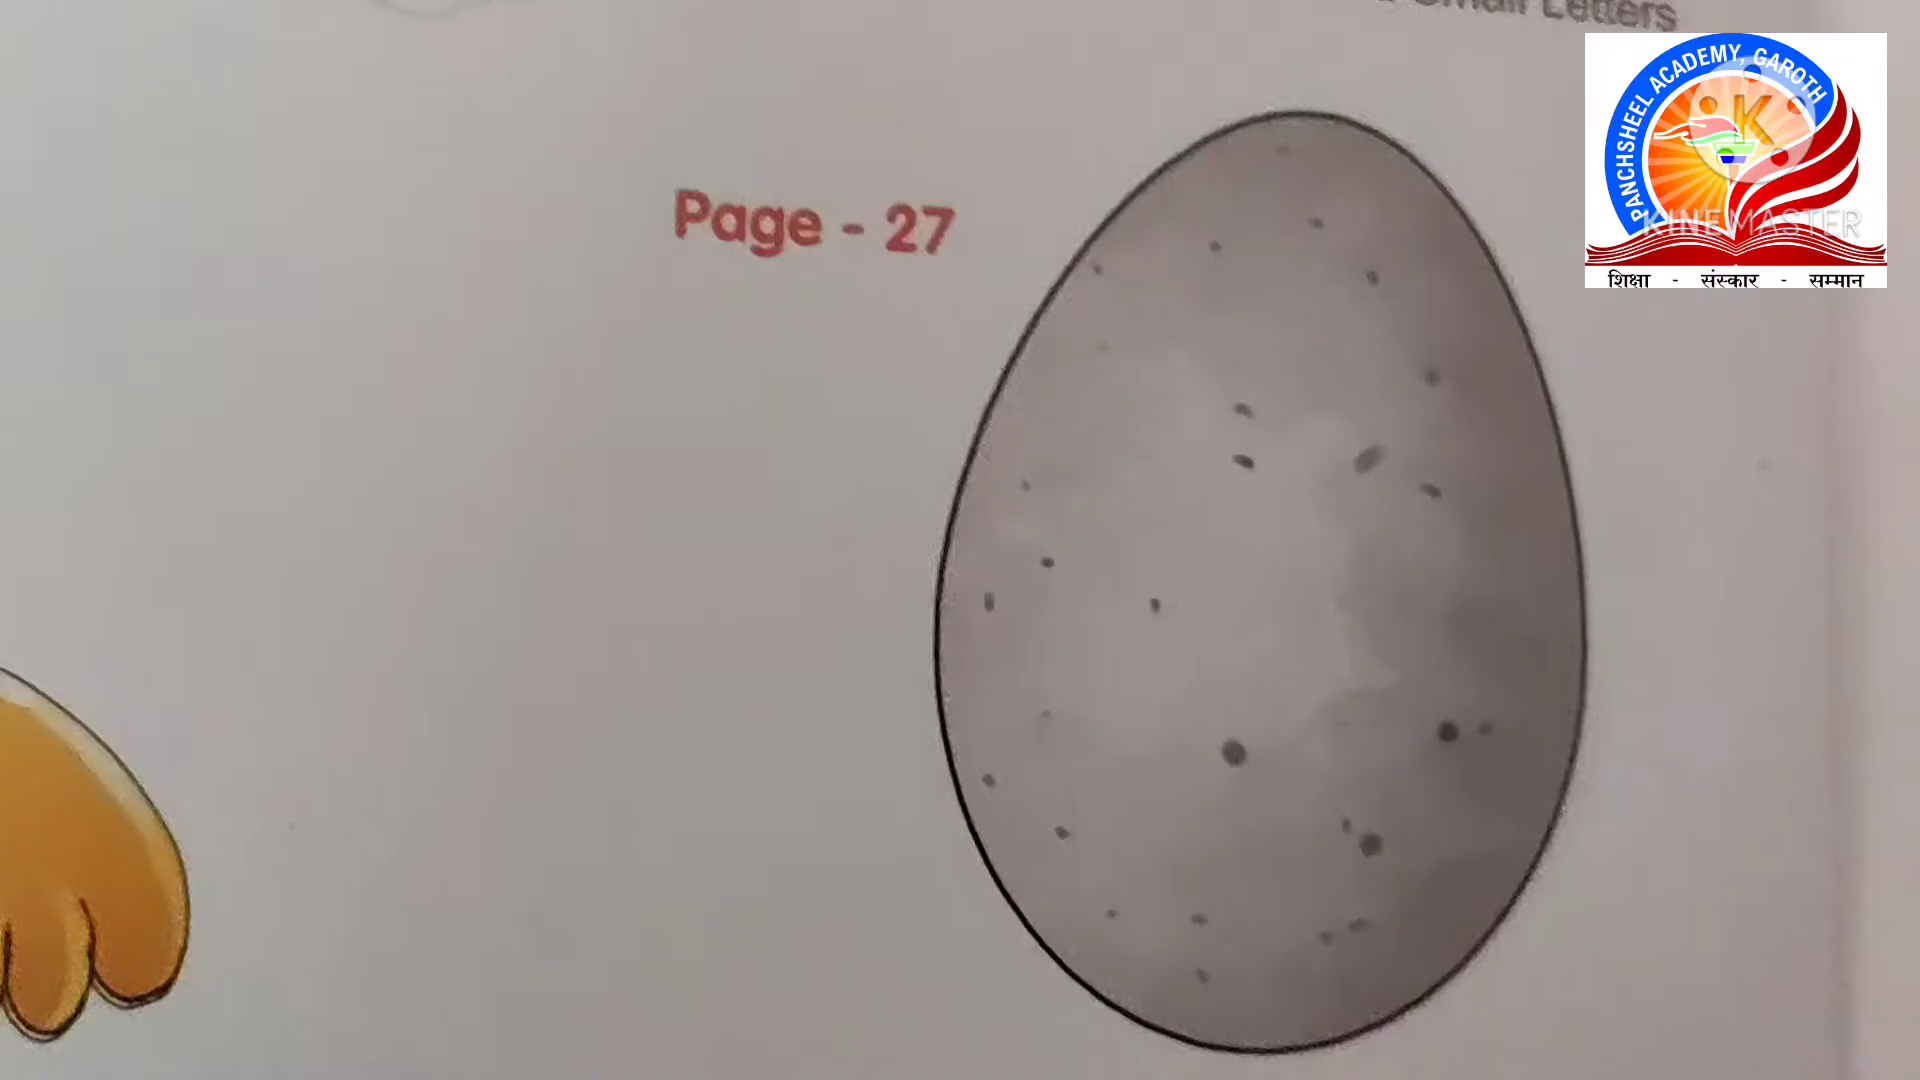 Small Letters
PANCHSHEEL ACADEMY, GAROTH
K
KINEMASTER
शिक्षा - संस्कार - सम्मान
Page - 27